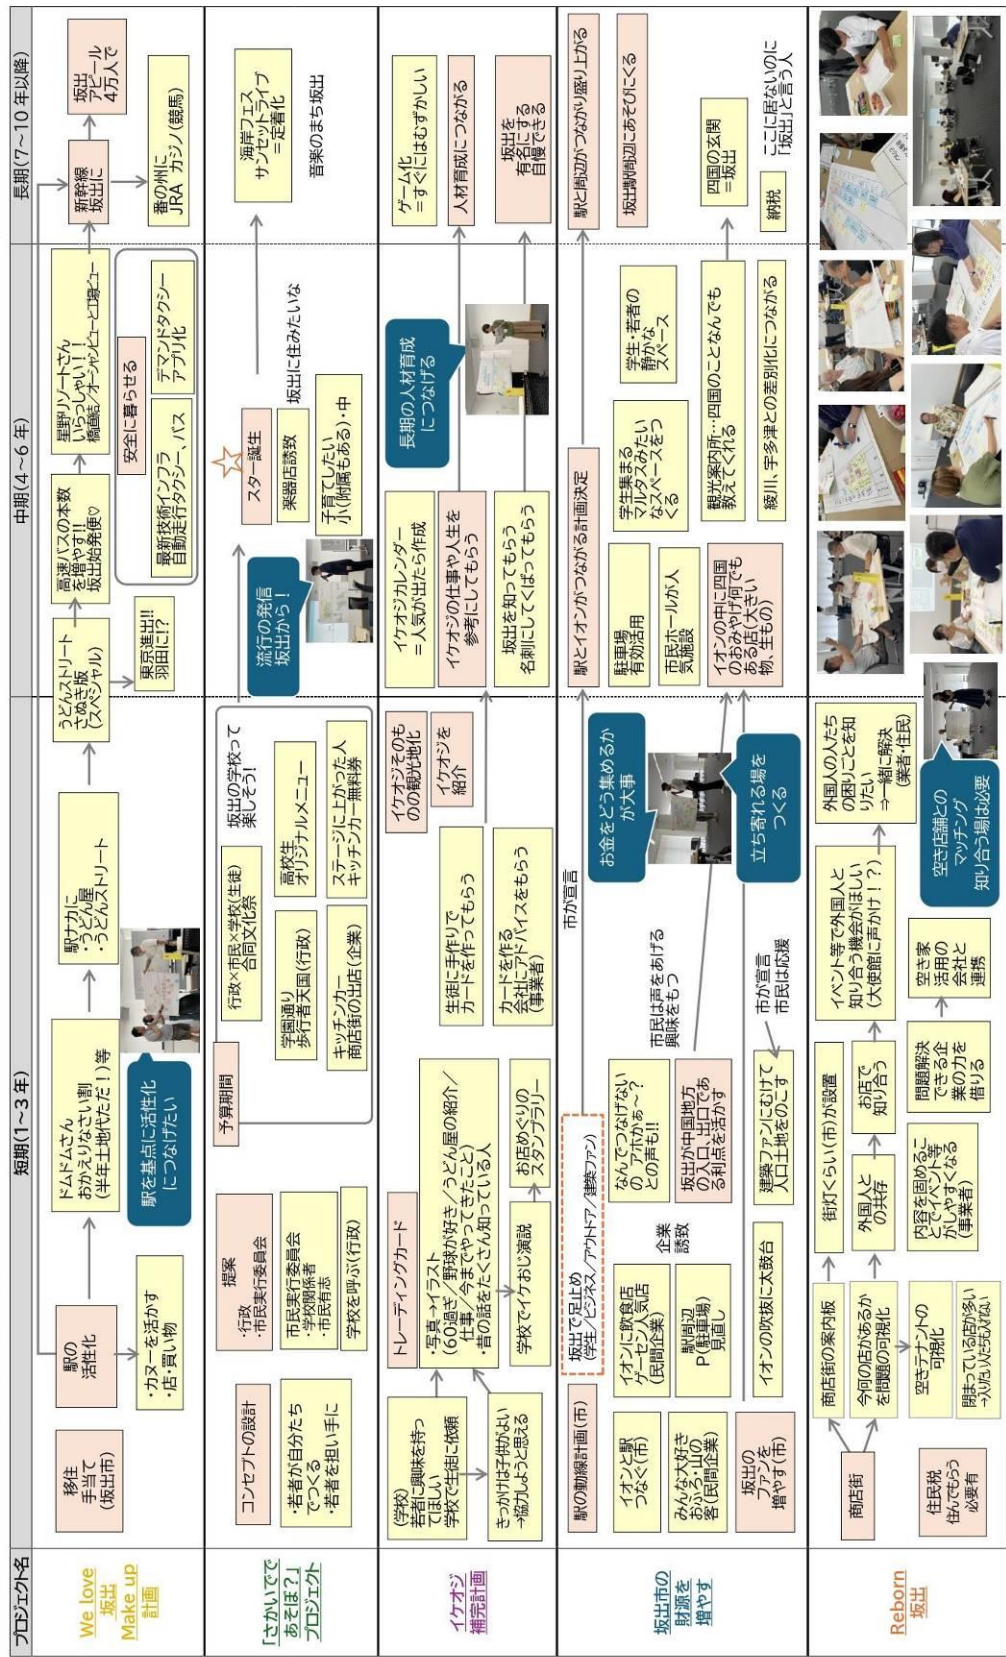 プロジェクト名
短期(1~3年)
中期(4~6年)
長期(7~10年以降)
We love
坂出
Make up
計画
移住
手当て
(坂出市)
駅の
活性化
・カヌーを活かす
・店 買い物
ドムドムさん
おかえりなさい割
(半年土地代ただ!)等
駅を基点に活性化
につなげたい
駅ナカに
・うどん屋
・うどんストリート
うどんストリート
さぬき版
(スペシャル)
東京進出!!
羽田に!?
高速バスの本数
を増やす!!
坂出始発便♡
星野リゾートさん
いらっしゃい!!
橋直結/オーシャンビューと工場ビュー
安全に暮らせる
最新技術インフラ
自動走行タクシー、バス
デマンドタクシー
アプリ化
新幹線
坂出に
坂出
アピール
4万人で
番の州に
JRA カジノ(競馬)
「さかいでで
あそぼ?」
プロジェクト
コンセプトの設計
・若者が自分たち
でつくる
・若者を担い手に
提案
・行政
・市民実行委員会
市民実行委員会
・学校関係者
・市民有志
学校を呼ぶ(行政)
予算期間
行政×市民×学校(生徒)
合同文化祭
坂出の学校って
楽しそう!
学園通り
歩行者天国(行政)
高校生
オリジナルメニュー
キッチンカー
商店街の出店(企業)
ステージに上がった人
キッチンカー無料券
流行の発信
坂出から!
スター誕生
楽器店誘致
坂出に住みたいな
子育てしたい
小(附属もある)・中
海岸フェス
サンセットライブ
=定着化
音楽のまち坂出
イケオジ
補完計画
(学校)
若者に興味を持っ
てほしい
学校で生徒に依頼
きっかけは子供がよい
→協力しようと思える
トレーディングカード
・写真→イラスト
(60過ぎ/野球が好き/うどん屋の紹介/
仕事/今までやってきたこと)
・昔の話をたくさん知っている人
学校でイケおじ演説
お店めぐりの
スタンプラリー
生徒に手作りで
カードを作ってもらう
カードを作る
会社にアドバイスをもらう
(事業者)
イケオジそのも
のの観光地化
イケオジを
紹介
イケオジカレンダー
=人気が出たら作成
イケオジの仕事や人生を
参考にしてもらう
坂出を知ってもらう
名刺にしてくばってもらう
長期の人材育成
につなげる
ゲーム化
=すぐにはむずかしい
人材育成につながる
坂出を
有名にする
自慢できる
坂出市の
財源を
増やす
駅の動線計画(市)
イオンと駅
つなぐ(市)
みんな大好き
おふろ・山の
客(民間企業)
坂出の
ファンを
増やす(市)
坂出で足止め
(学生/ビジネス/アウトドア/建築ファン)
イオンに飲食店
ゲーセン人気店
(民間企業)
駅周辺
P(駐車場)
見直し
イオンの吹抜に太鼓台
企業
誘致
なんでつなげない
のアホかぁ~?
との声も!!
坂出が中国地方
の入口、出口であ
る利点を活かす
建築ファンにむけて
人口土地をのこす
市民は声をあげる
興味をもつ
市が宣言
市民は応援
市が宣言
お金をどう集めるか
が大事
立ち寄れる場を
つくる
駅とイオンがつながる計画決定
駐車場
有効活用
市民ホールが人
気施設
イオンの中に四国
のおみやげ何でも
ある店(大きい
物、生もの)
学生集まる
マルタスみたい
なスペースをつ
くる
学生・若者の
静かな
スペース
観光案内所…四国のことなんでも
教えてくれる
綾川、宇多津との差別化につながる
駅と周辺がつながり盛り上がる
坂出駅周辺にあそびにくる
四国の玄関
=坂出
納税
ここに居ないのに
「坂出」と言う人
Reborn
坂出
商店街
住民税
住んでもらう
必要有
商店街の案内板
今何の店があるか
を問題の可視化
空きテナントの
可視化
閉まっている店が多い
→入りたい人たちも入れない
街灯くらい(市)が設置
外国人と
の共存
お店で
知り合う
内容を固めるこ
とでイベント等
がしやすくなる
(事業者)
問題解決
できる企
業の力を
借りる
空き家
活用の
会社と
連携
イベント等で外国人と
知り合う機会がほしい
(大使館に声かけ!?)
外国人の人たち
の困りごとを知
りたい
⇒一緒に解決
(業者・住民)
空き店舗との
マッチング
知り合う場は必要